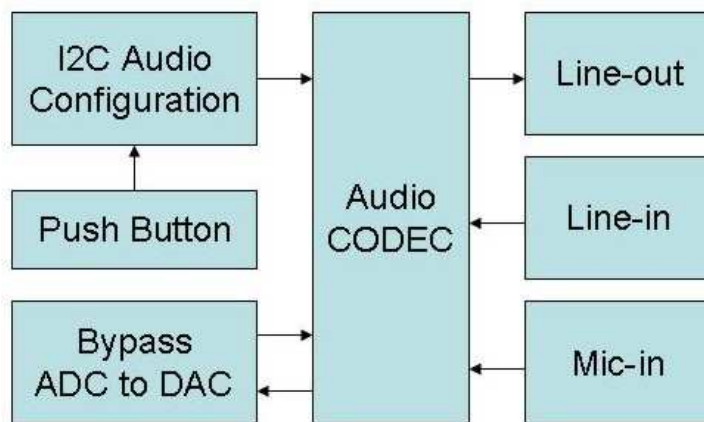 I2C Audio
Configuration
Push Button
Bypass
ADC to DAC
Audio
CODEC
Line-out
Line-in
Mic-in